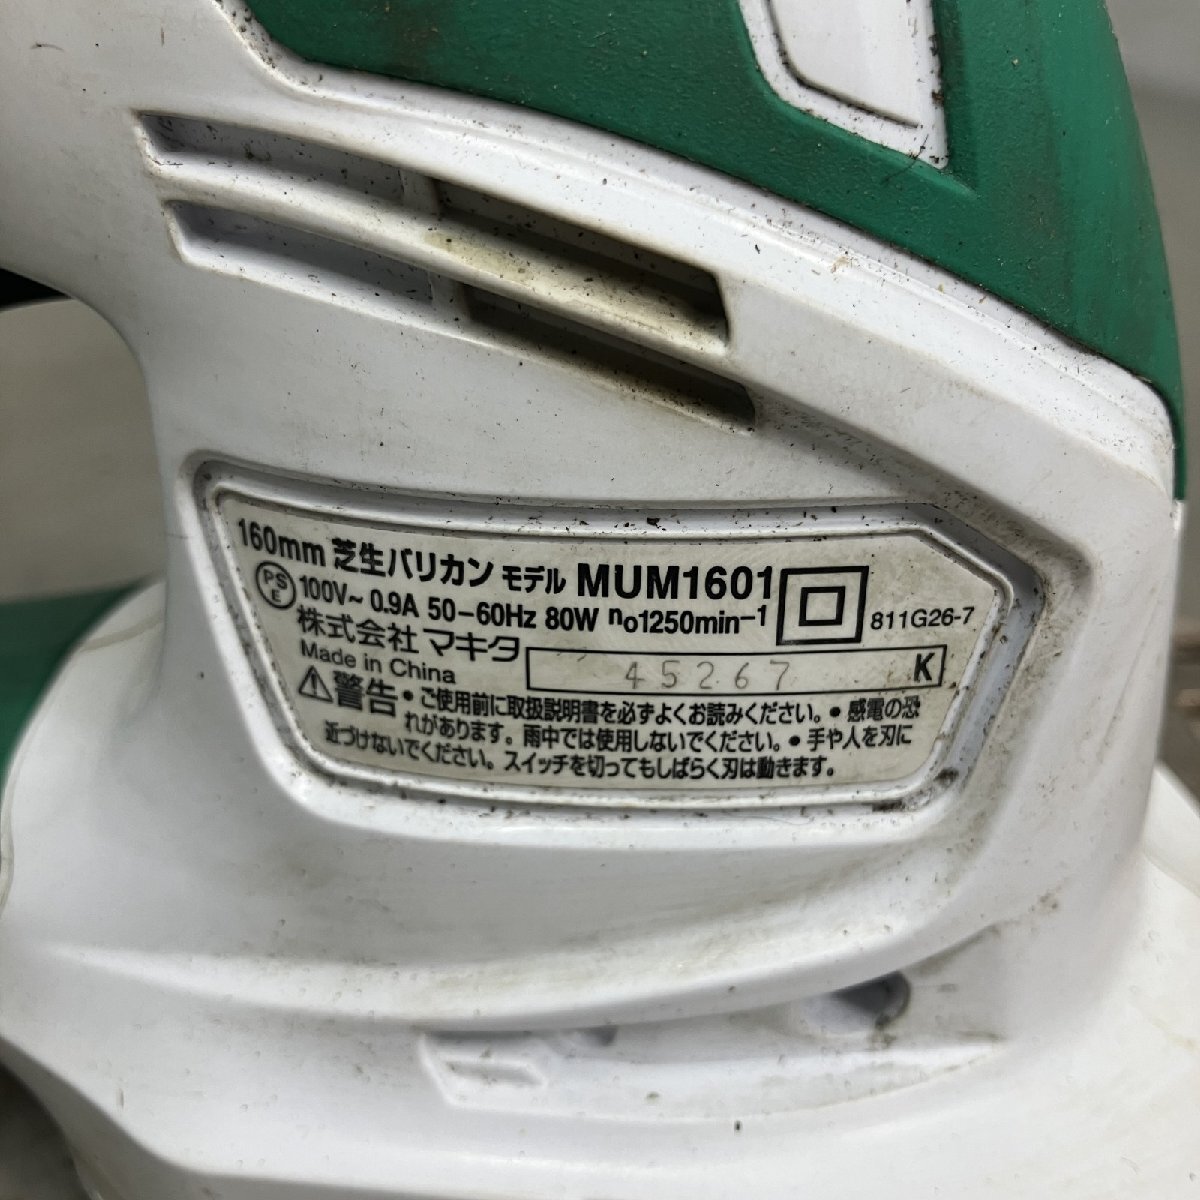 160mm 芝生バリカン モデル MUM1601
PS E 100V~ 0.9A 50-60Hz 80W no1250min-1
811G26-7
株式会社 マキタ
Made in China
45267 K
警告 • ご使用前に取扱説明書を必ずよくお読みください。• 感電の恐
れがあります。雨中では使用しないでください。• 手や人を刃に
近づけないでください。スイッチを切ってもしばらく刃は動きます。